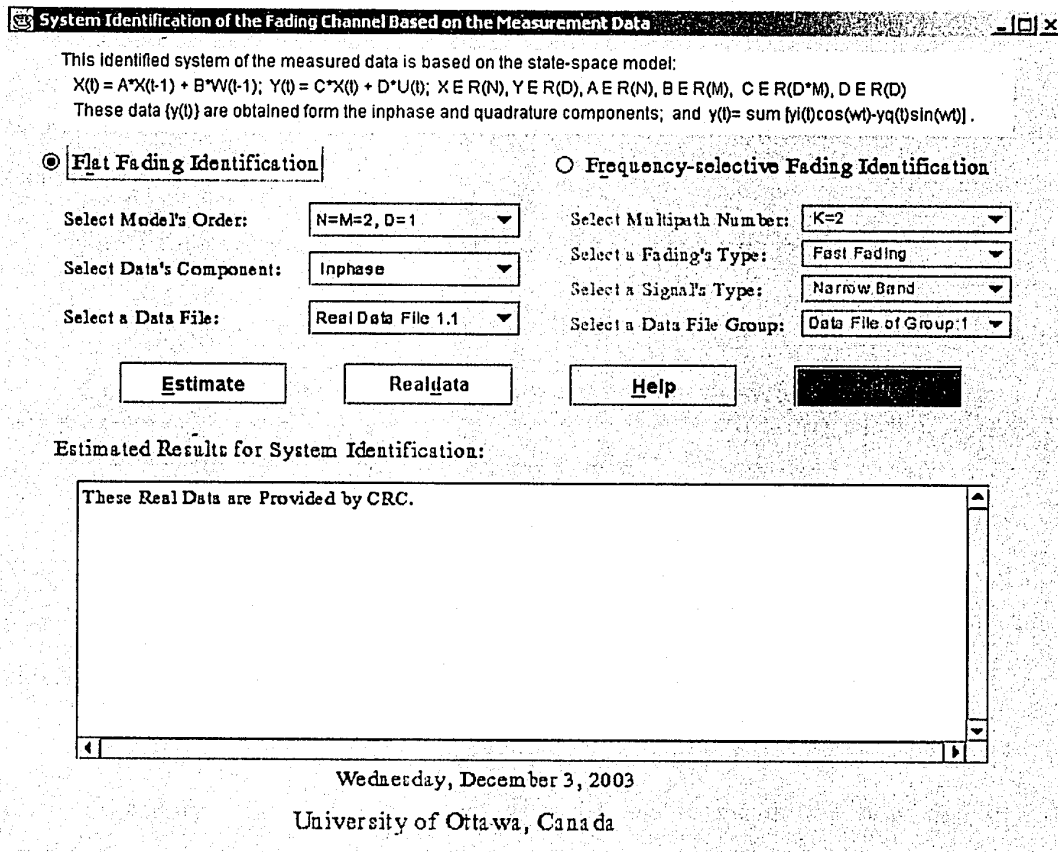 System Identification of the Fading Channel Based on the Measurement Data
This identified system of the measured data is based on the state-space model:
X(t) = A*X(t-1) + B*W(t-1); Y(t) = C*X(t) + D*U(t); X E R(N), Y E R(D), A E R(N), B E R(M), C E R(D*M), D E R(D)
These data {y(t)} are obtained form the inphase and quadrature components; and y(t)= sum [yi(t)cos(wt)-yq(t)sin(wt)] .
Flat Fading Identification
Frequency-selective Fading Identification
Select Model's Order: N=M=2, D=1
Select Multipath Number: K=2
Select Data's Component: Inphase
Select a Fading's Type: Fast Fading
Select a Signal's Type: Narrow Band
Select a Data File: Real Data File 1.1
Select a Data File Group: Data File of Group:1
Estimate
Realdata
Help
Estimated Results for System Identification:
These Real Data are Provided by CRC.
Wednesday, December 3, 2003
University of Ottawa, Canada